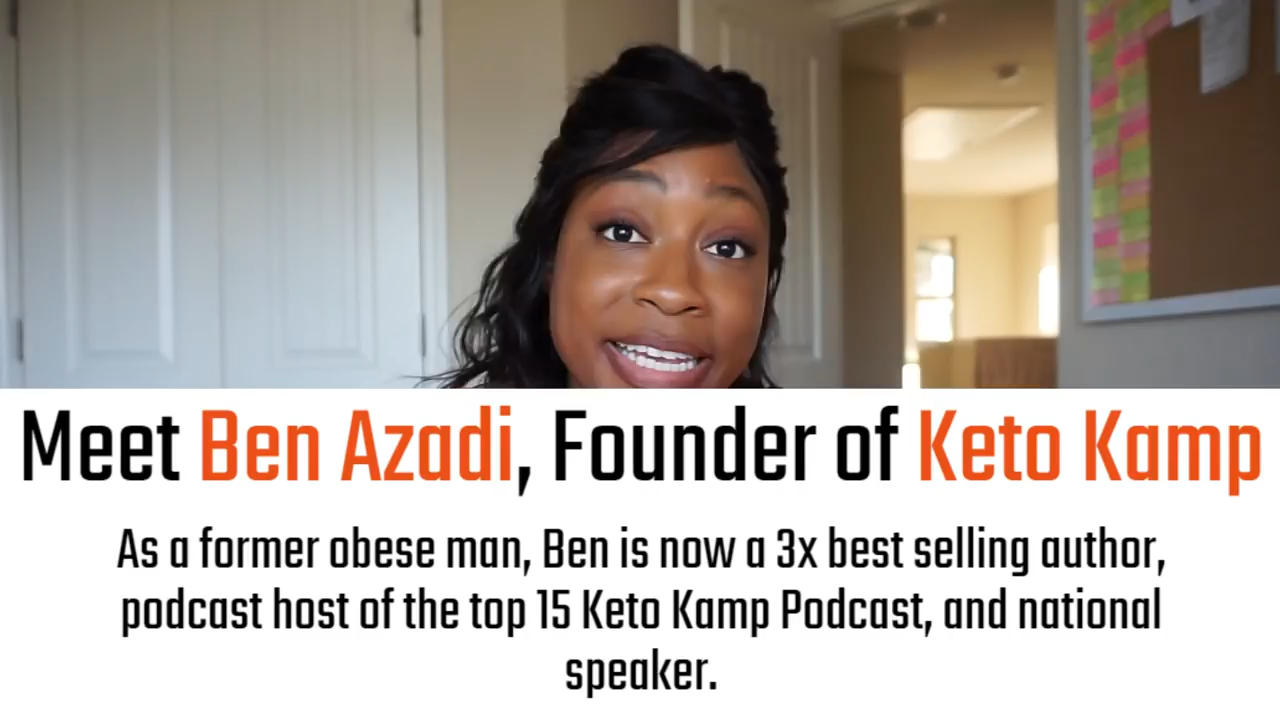 Meet Ben Azadi, Founder of Keto Kamp
As a former obese man, Ben is now a 3x best selling author,
podcast host of the top 15 Keto Kamp Podcast, and national
speaker.